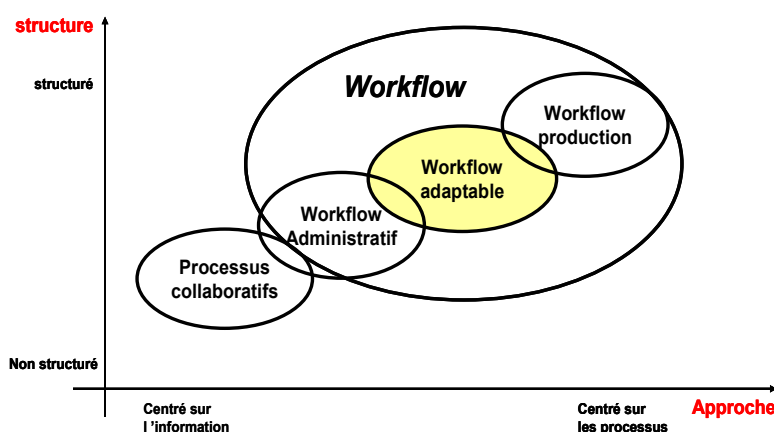 structure
structuré
Workflow
Workflow
production
Workflow
adaptable
Workflow
Administratif
Processus
collaboratifs
Non structuré
Centré sur
l 'information
Centré sur
les processus
Approche